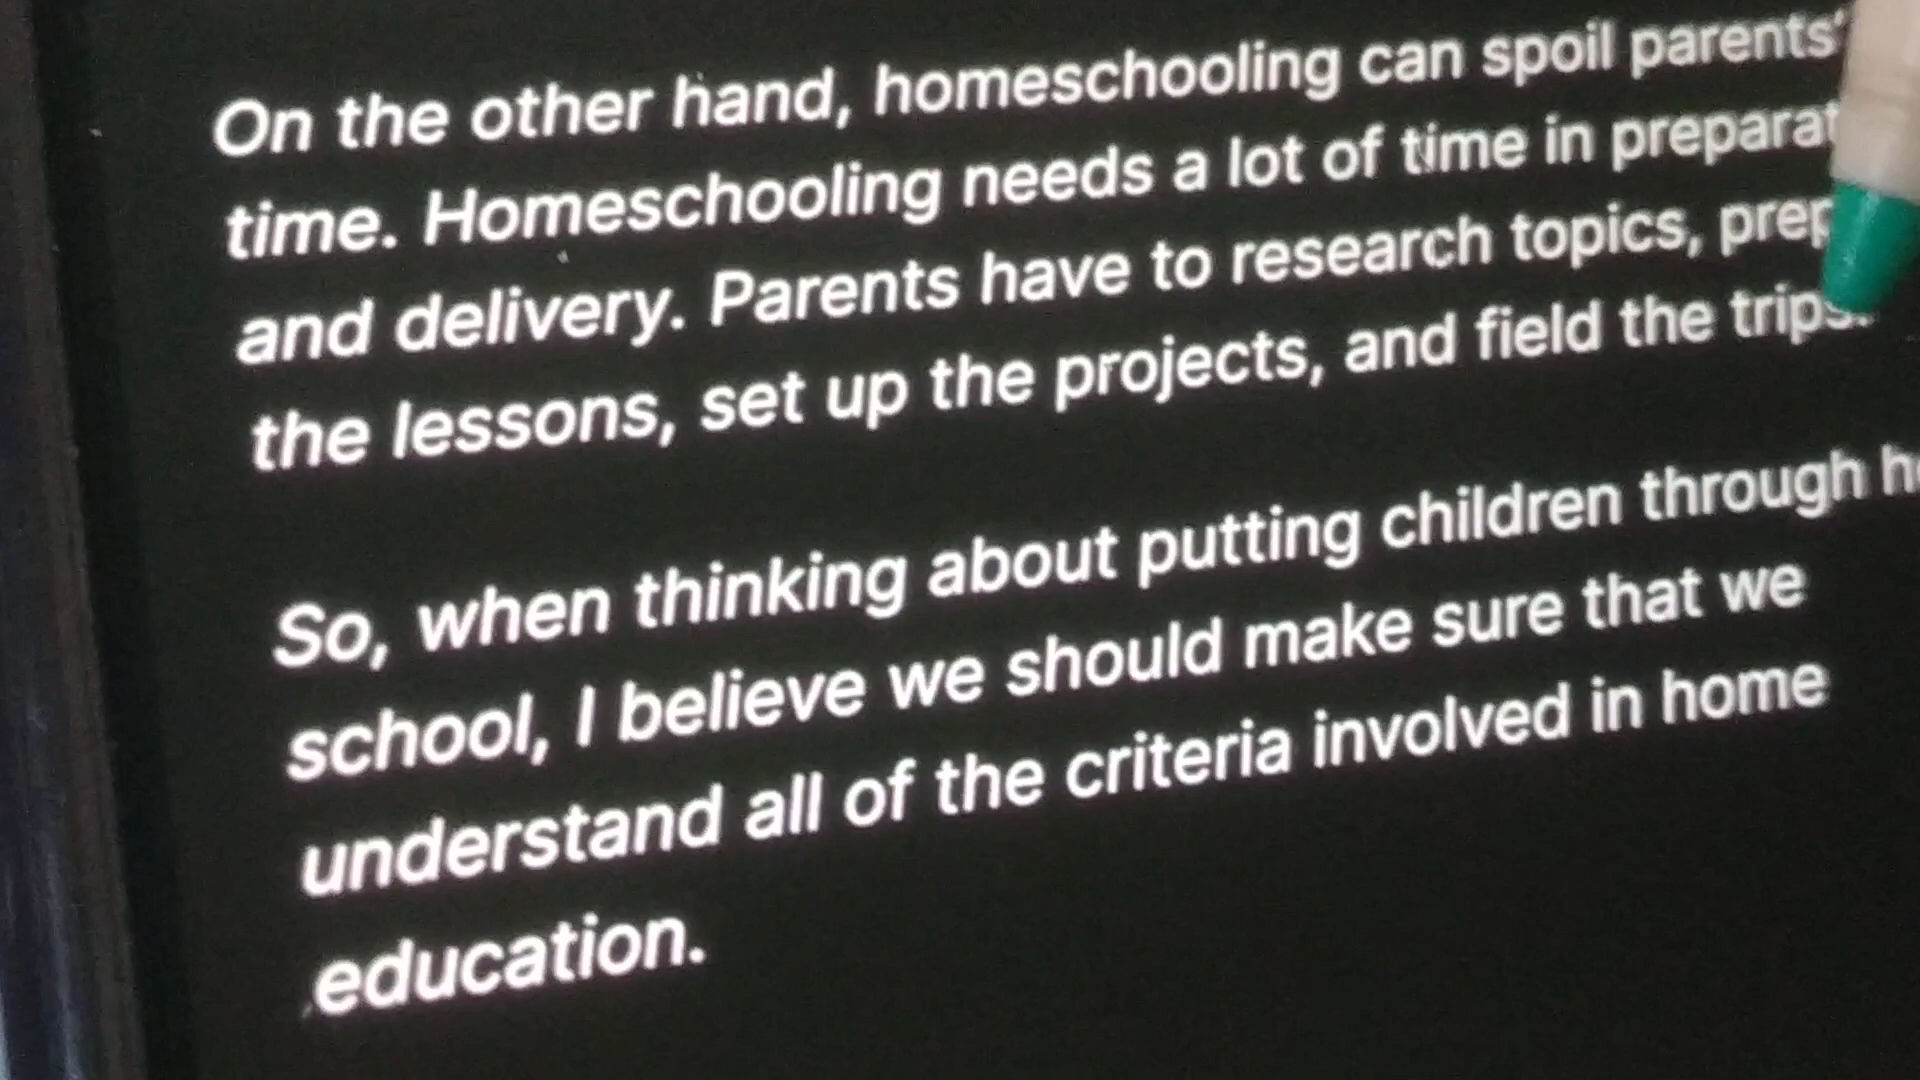 On the other hand, homeschooling can spoil parents'
time. Homeschooling needs a lot of time in
and delivery. Parents have to research topics,
the lessons, set up the projects, and field the trips.
So, when thinking about putting children through
school, I believe we should make sure that we
understand all of the criteria involved in home
education.